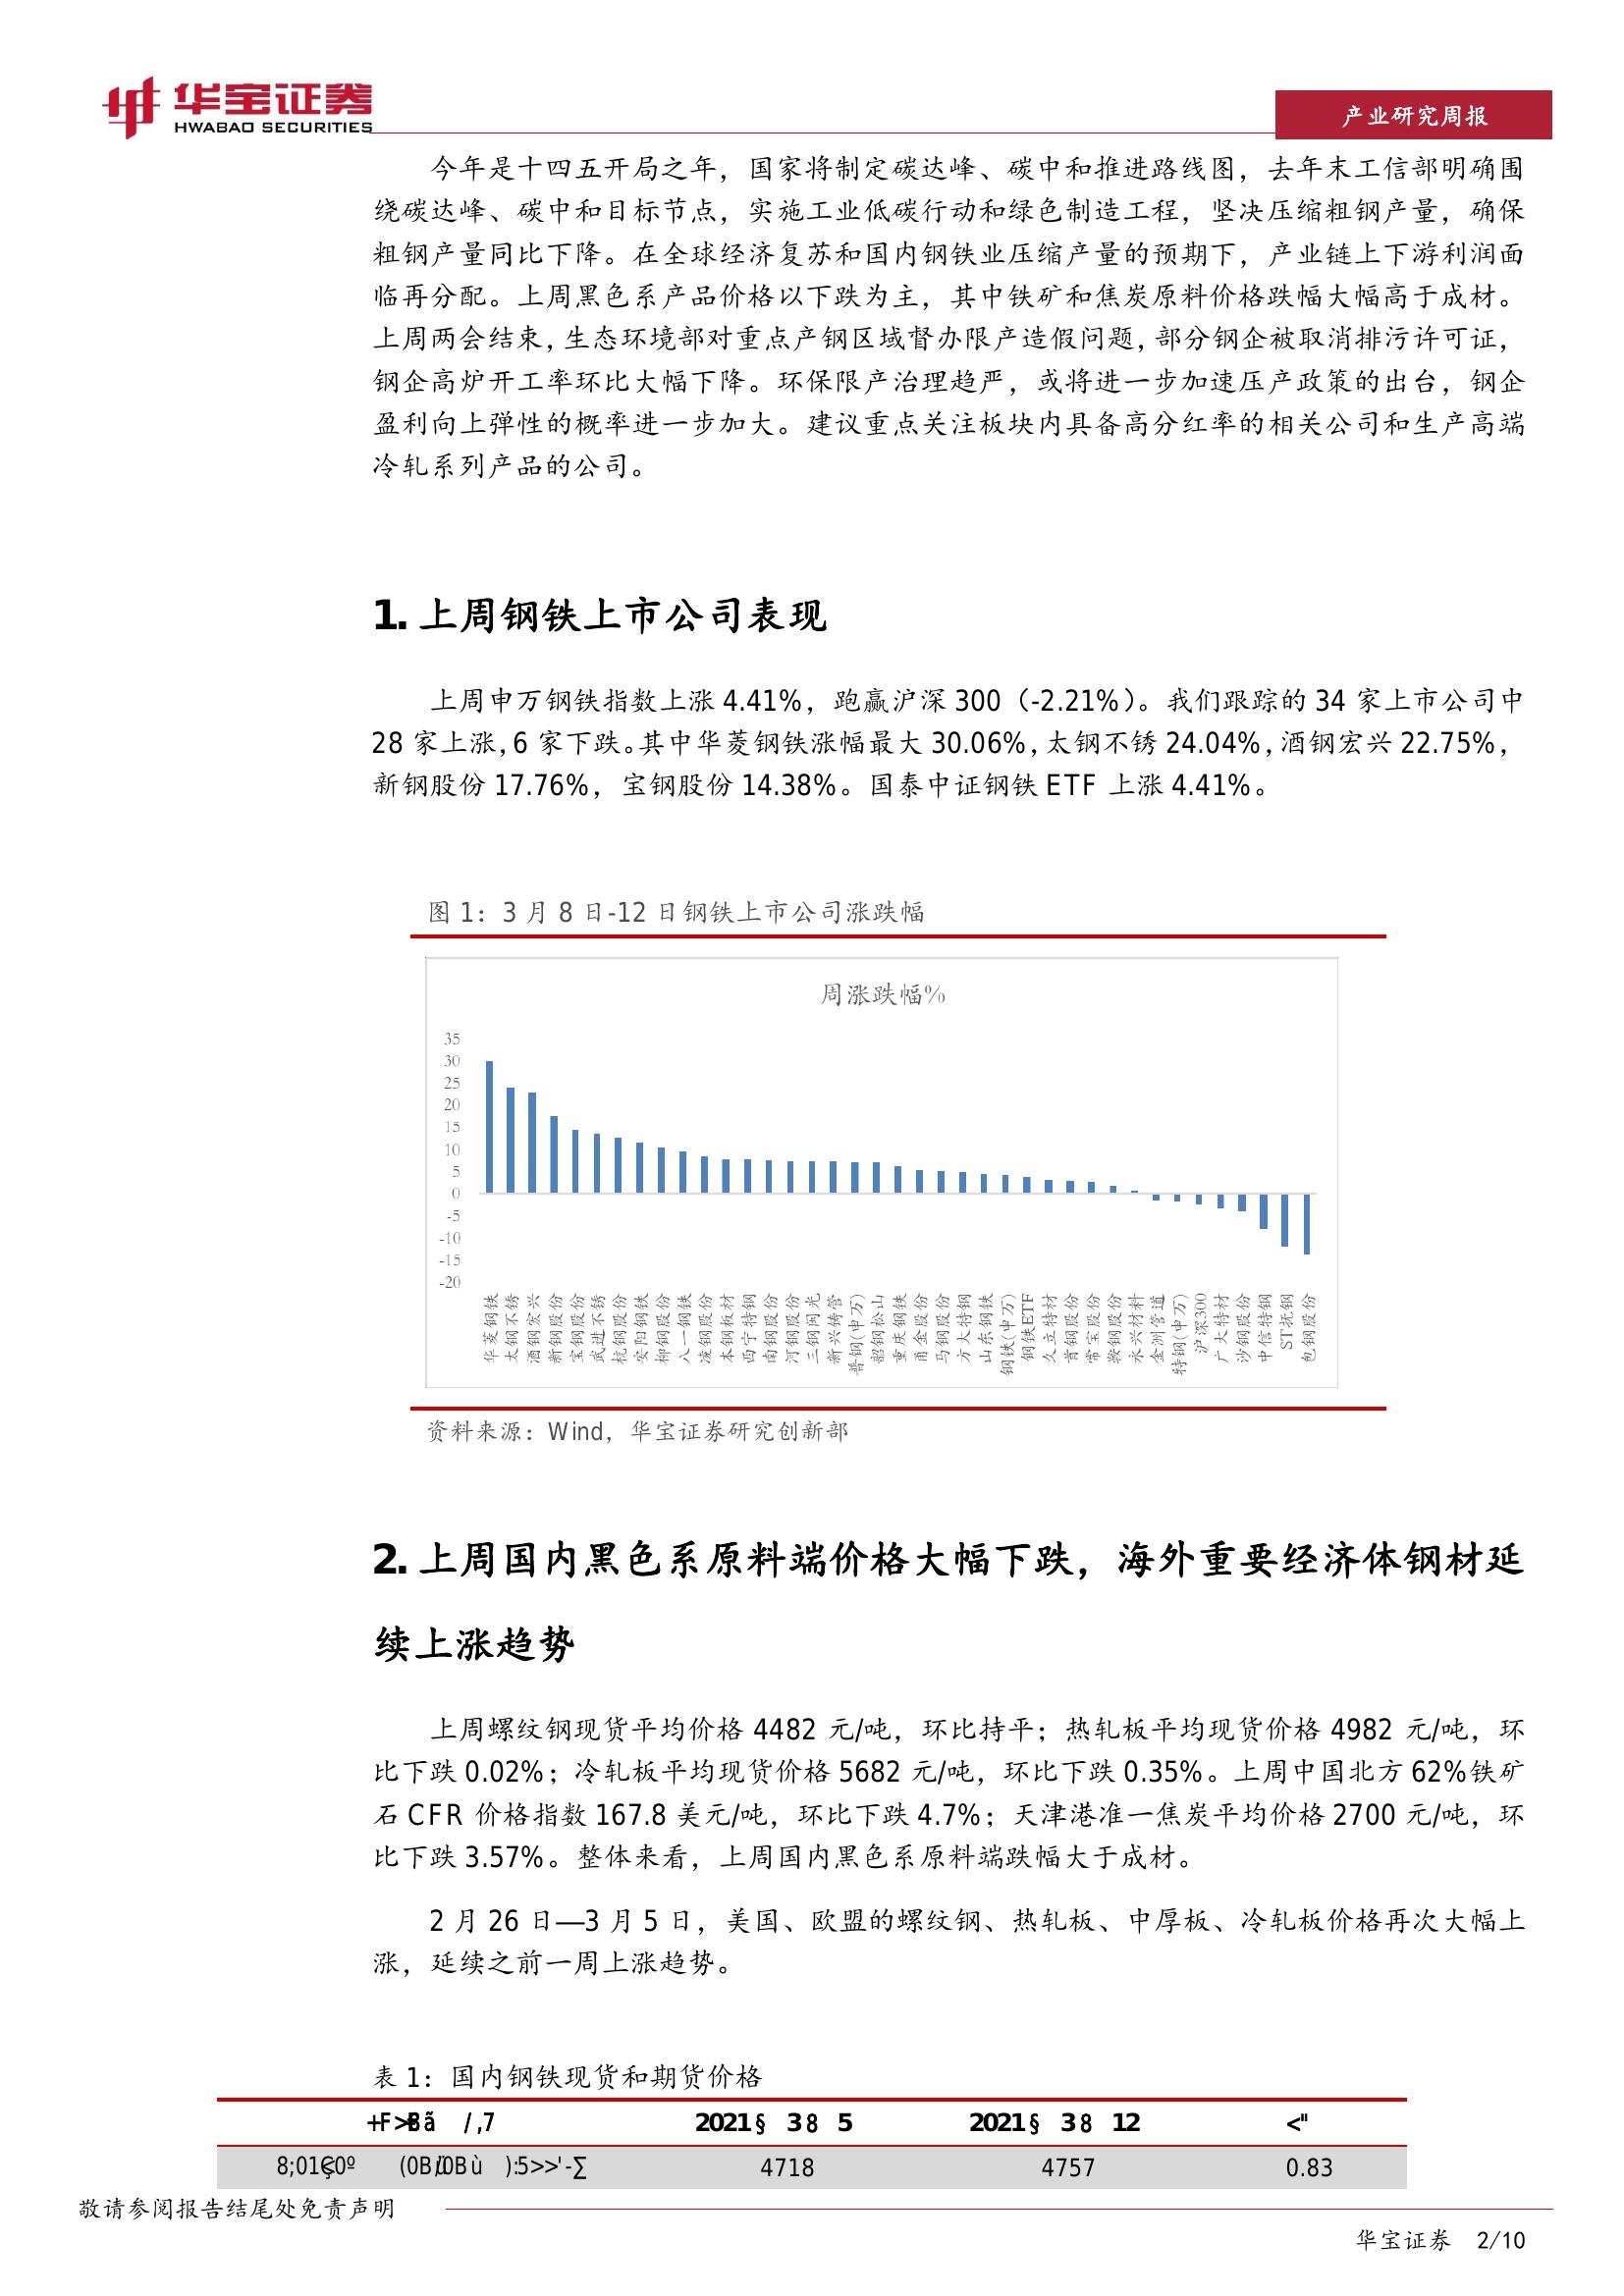 华宝证券
HWABAO SECURITIES
产业研究周报
今年是十四五开局之年，国家将制定碳达峰、碳中和推进路线图，去年末工信部明确围
绕碳达峰、碳中和目标节点，实施工业低碳行动和绿色制造工程，坚决压缩粗钢产量，确保
粗钢产量同比下降。在全球经济复苏和国内钢铁业压缩产量的预期下，产业链上下游利润面
临再分配。上周黑色系产品价格以下跌为主，其中铁矿和焦炭原料价格跌幅大幅高于成材。
上周两会结束，生态环境部对重点产钢区域督办限产造假问题，部分钢企被取消排污许可证，
钢企高炉开工率环比大幅下降。环保限产治理趋严，或将进一步加速压产政策的出台，钢企
盈利向上弹性的概率进一步加大。建议重点关注板块内具备高分红率的相关公司和生产高端
冷轧系列产品的公司。
1. 上周钢铁上市公司表现
上周申万钢铁指数上涨 4.41%，跑赢沪深 300（-2.21%）。我们跟踪的 34 家上市公司中
28 家上涨，6 家下跌。其中华菱钢铁涨幅最大 30.06%，太钢不锈 24.04%，酒钢宏兴 22.75%，
新钢股份 17.76%，宝钢股份 14.38%。国泰中证钢铁 ETF 上涨 4.41%。
图 1：3 月 8 日-12 日钢铁上市公司涨跌幅
周涨跌幅%
35
30
25
20
15
10
5
0
-5
-10
-15
-20
华菱钢铁
太钢不锈
酒钢宏兴
新钢股份
宝钢股份
武进不锈
杭钢股份
安阳钢铁
柳钢股份
八一钢铁
凌钢股份
本钢板材
西宁特钢
南钢股份
河钢股份
三钢闽光
新兴铸管
普钢(申万)
韶钢松山
重庆钢铁
甬金股份
马钢股份
方大特钢
山东钢铁
钢铁(申万)
钢铁ETF
久立特材
首钢股份
常宝股份
鞍钢股份
永兴材料
金洲管道
特钢(申万)
沪深300
广大特材
沙钢股份
中信特钢
ST抚钢
包钢股份
资料来源：Wind，华宝证券研究创新部
2. 上周国内黑色系原料端价格大幅下跌，海外重要经济体钢材延
续上涨趋势
上周螺纹钢现货平均价格 4482 元/吨，环比持平；热轧板平均现货价格 4982 元/吨，环
比下跌 0.02%；冷轧板平均现货价格 5682 元/吨，环比下跌 0.35%。上周中国北方 62%铁矿
石 CFR 价格指数 167.8 美元/吨，环比下跌 4.7%；天津港准一焦炭平均价格 2700 元/吨，环
比下跌 3.57%。整体来看，上周国内黑色系原料端跌幅大于成材。
2 月 26 日—3 月 5 日，美国、欧盟的螺纹钢、热轧板、中厚板、冷轧板价格再次大幅上
涨，延续之前一周上涨趋势。
表 1：国内钢铁现货和期货价格
2021§ 38 5 2021§ 38 12 <"
4718 4757 0.83
敬请参阅报告结尾处免责声明
华宝证券 2/10